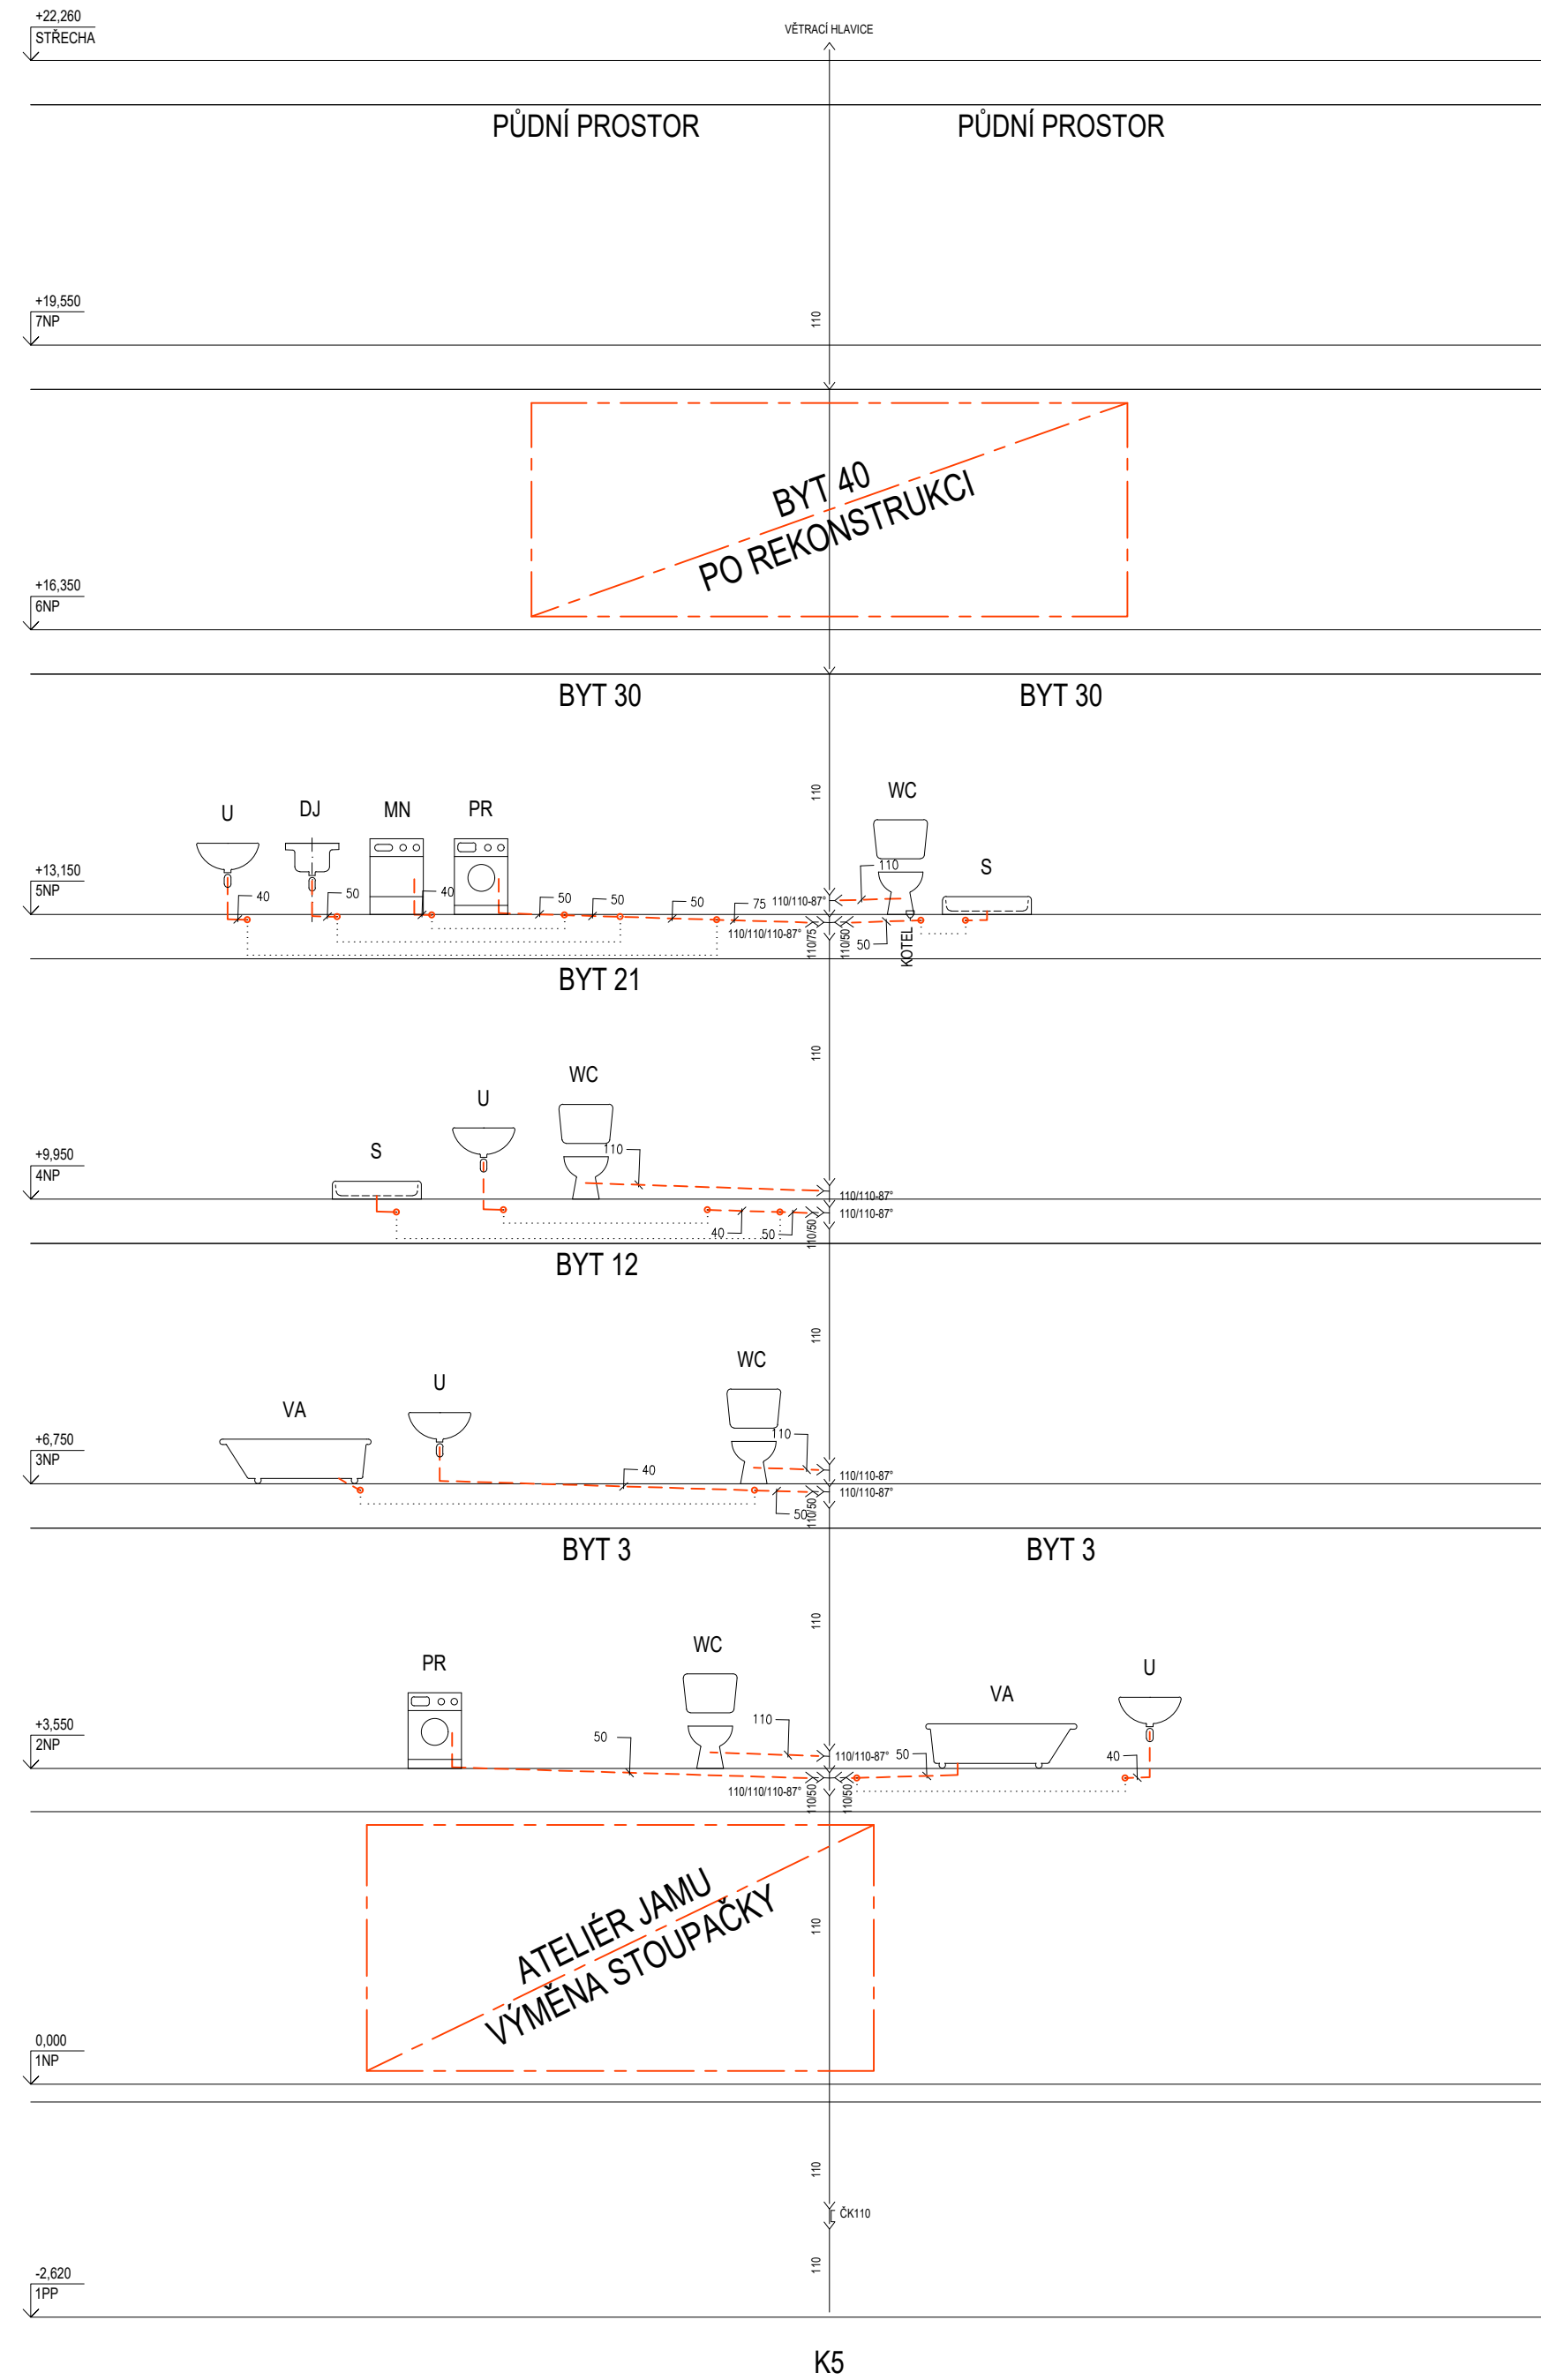 +22,260
STŘECHA
VĚTRACÍ HLAVICE
PŮDNÍ PROSTOR
PŮDNÍ PROSTOR
+19,550
7NP
110
BYT 40
PO REKONSTRUKCI
+16,350
6NP
BYT 30
BYT 30
110
WC
U
DJ
MN
PR
S
+13,150
5NP
40
50
40
50
50
50
75
110/110-87°
110
110/110/110-87°
110/75
110/50
50
KOTEL
BYT 21
110
WC
U
S
110
+9,950
4NP
110/110-87°
110/110-87°
40
50
110/50
BYT 12
110
WC
U
VA
110
+6,750
3NP
40
110/110-87°
110/110-87°
50
110/50
BYT 3
BYT 3
110
WC
PR
U
VA
110
+3,550
2NP
50
110/110-87°
50
40
110/110/110-87°
110/50
110/50
ATELIÉR JAMU
VÝMĚNA STOUPAČKY
110
0,000
1NP
110
ČK110
110
-2,620
1PP
K5